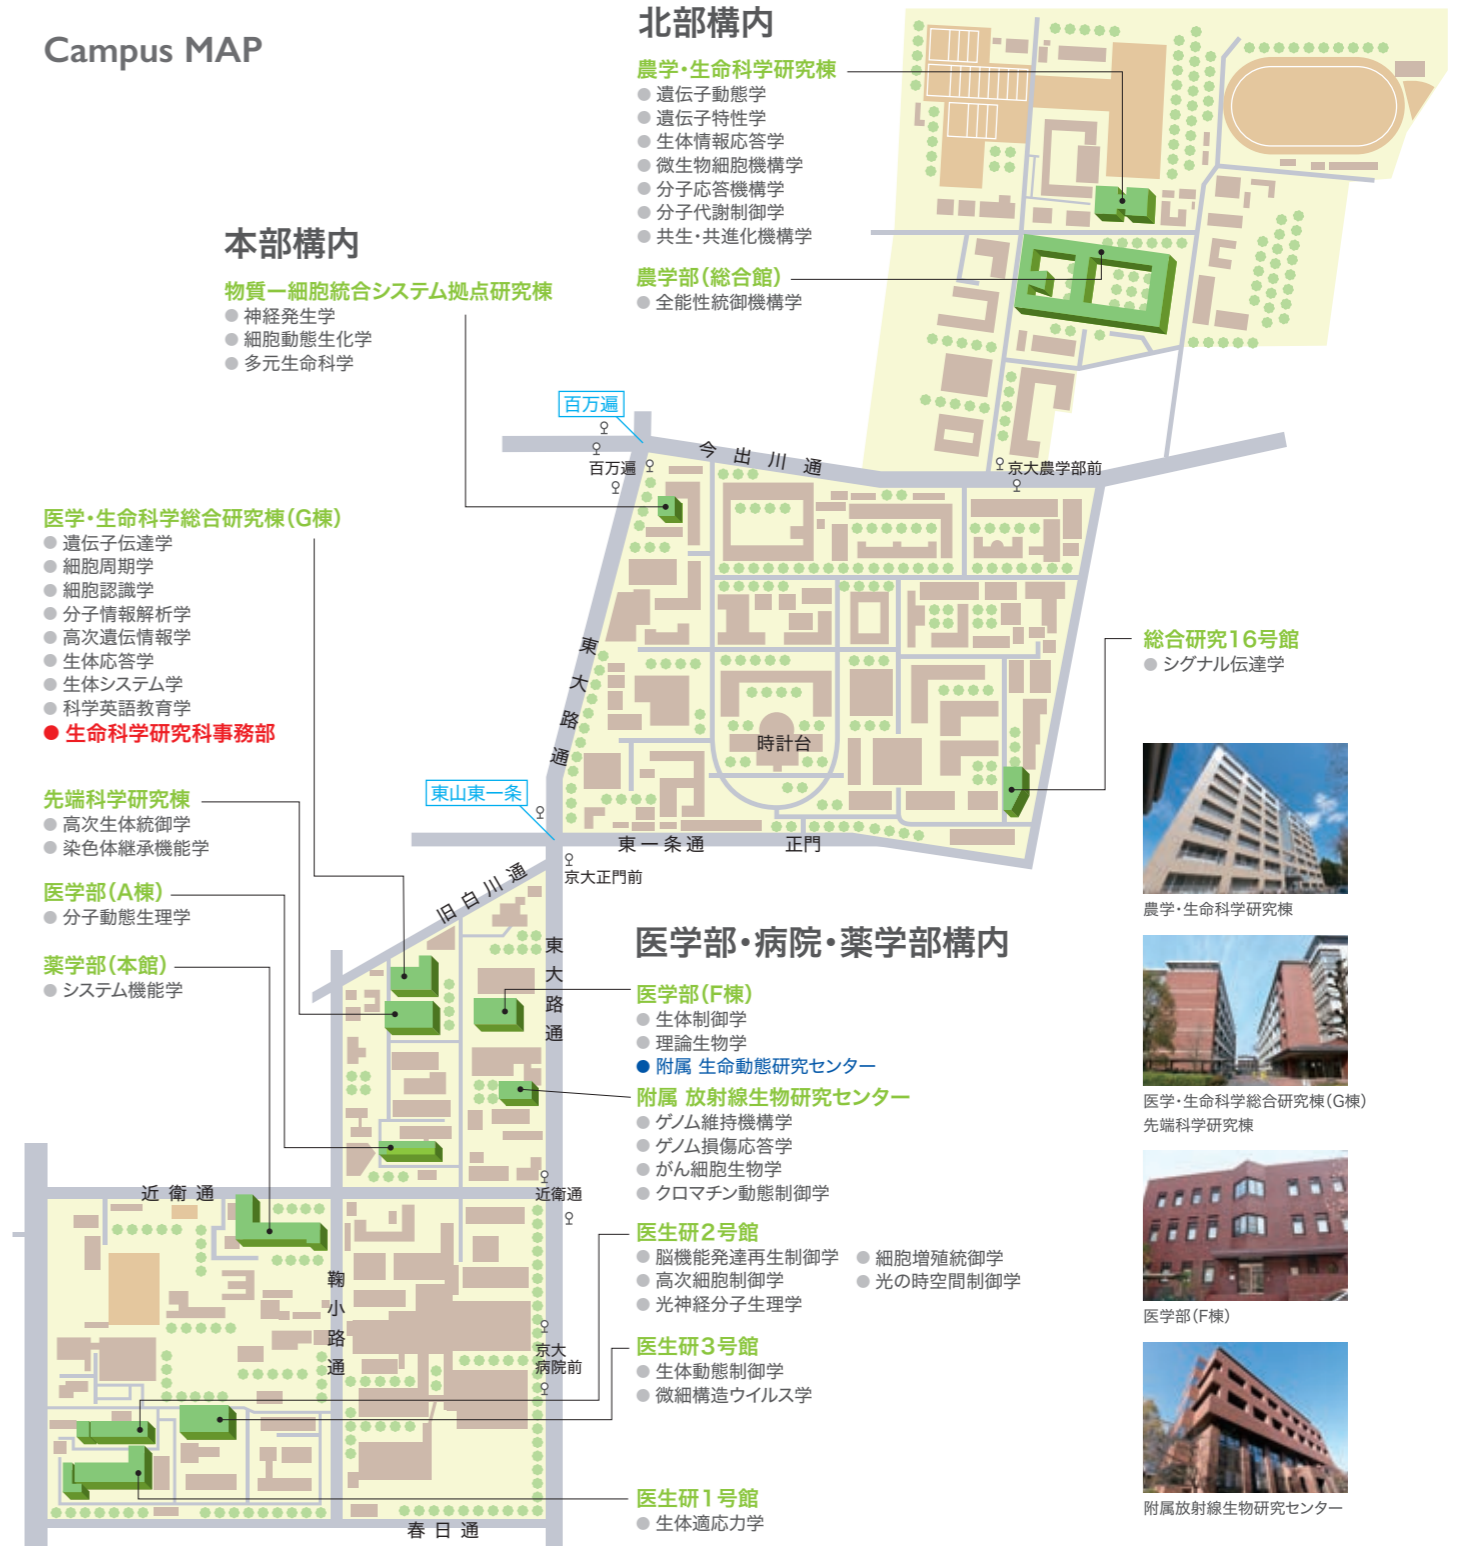 Campus MAP
北部構内
農学・生命科学研究棟
● 遺伝子動態学
● 遺伝子特性学
● 生体情報応答学
● 微生物細胞機構学
● 分子応答機構学
● 分子代謝制御学
● 共生・共進化機構学
農学部(総合館)
● 全能性統御機構学
本部構内
物質ー細胞統合システム拠点研究棟
● 神経発生学
● 細胞動態生化学
● 多元生命科学
百万遍
百万遍
今出川通
京大農学部前
医学・生命科学総合研究棟(G棟)
● 遺伝子伝達学
● 細胞周期学
● 細胞認識学
● 分子情報解析学
● 高次遺伝情報学
● 生体応答学
● 生体システム学
● 科学英語教育学
● 生命科学研究科事務部
東大路通
時計台
総合研究16号館
● シグナル伝達学
先端科学研究棟
● 高次生体統御学
● 染色体継承機能学
東山東一条
東一条通
正門
京大正門前
旧白川通
医学部(A棟)
● 分子動態生理学
薬学部(本館)
● システム機能学
東大路通
医学部・病院・薬学部構内
医学部(F棟)
● 生体制御学
● 理論生物学
● 附属 生命動態研究センター
附属 放射線生物研究センター
● ゲノム維持機構学
● ゲノム損傷応答学
● がん細胞生物学
● クロマチン動態制御学
近衛通
近衛通
医生研2号館
● 脳機能発達再生制御学 ● 細胞増殖統御学
● 高次細胞制御学 ● 光の時空間制御学
● 光神経分子生理学
鞠小路通
京大
病院前
医生研3号館
● 生体動態制御学
● 微細構造ウイルス学
医生研1号館
● 生体適応力学
春日通
農学・生命科学研究棟
医学・生命科学総合研究棟(G棟)
先端科学研究棟
医学部(F棟)
附属放射線生物研究センター